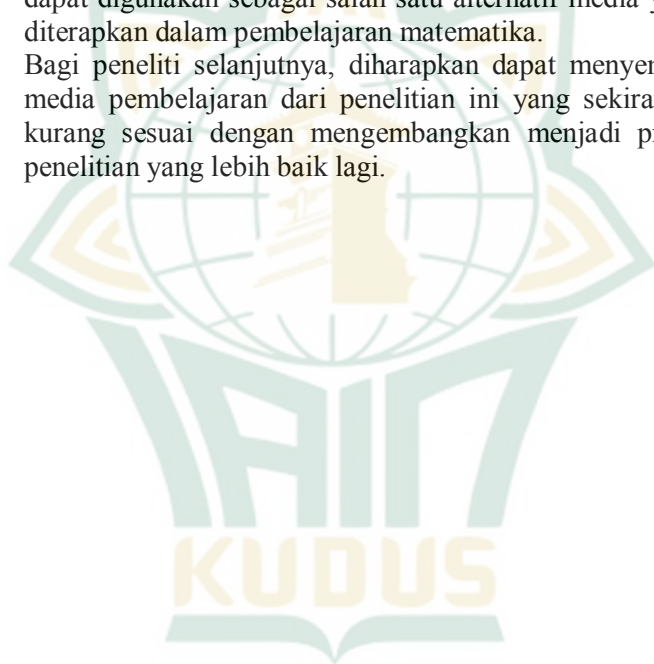 dapat digunakan sebagai salah satu alternatif media
diterapkan dalam pembelajaran matematika.
Bagi peneliti selanjutnya, diharapkan dapat
media pembelajaran dari penelitian ini yang
kurang sesuai dengan mengembangkan menjadi
penelitian yang lebih baik lagi.
IAIN
KUDUS